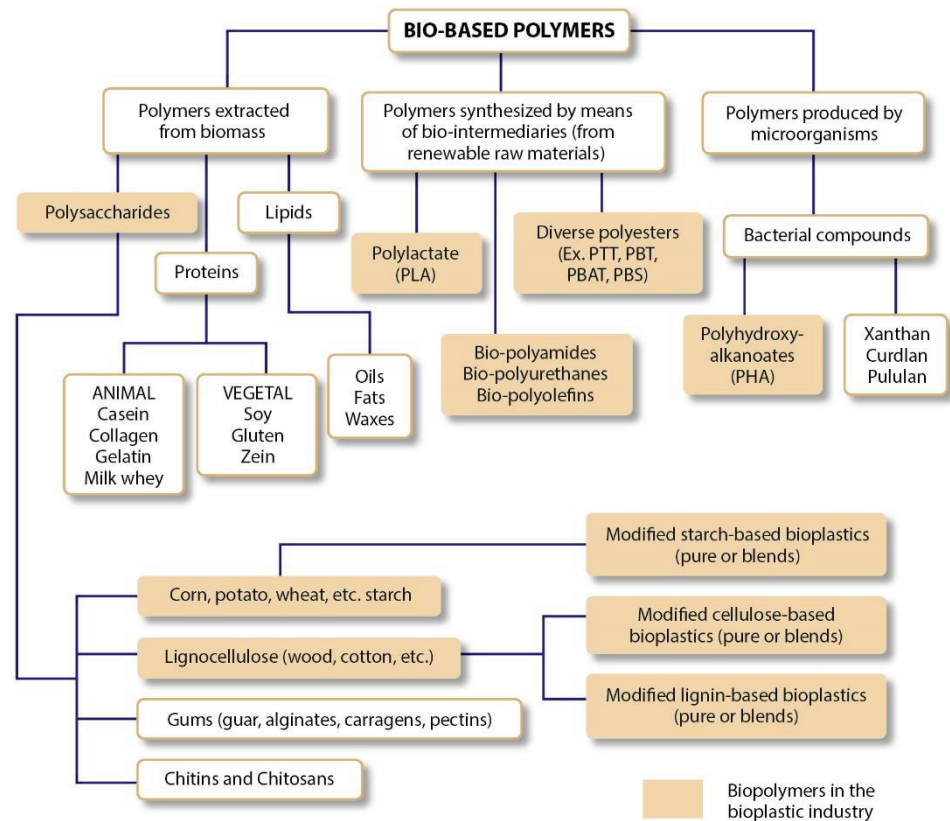 BIO-BASED POLYMERS
Polymers extracted
from biomass
Polymers synthesized by means
of bio-intermediaries (from
renewable raw materials)
Polymers produced by
microorganisms
Polysaccharides
Lipids
Proteins
Polylactate
(PLA)
Diverse polyesters
(Ex. PTT, PBT,
PBAT, PBS)
Bacterial compounds
ANIMAL
Casein
Collagen
Gelatin
Milk whey
VEGETAL
Soy
Gluten
Zein
Oils
Fats
Waxes
Bio-polyamides
Bio-polyurethanes
Bio-polyolefins
Polyhydroxy-
alkanoates
(PHA)
Xanthan
Curdlan
Pululan
Corn, potato, wheat, etc. starch
Modified starch-based bioplastics
(pure or blends)
Lignocellulose (wood, cotton, etc.)
Modified cellulose-based
bioplastics (pure or blends)
Modified lignin-based bioplastics
(pure or blends)
Gums (guar, alginates, carragens, pectins)
Chitins and Chitosans
Biopolymers in the
bioplastic industry